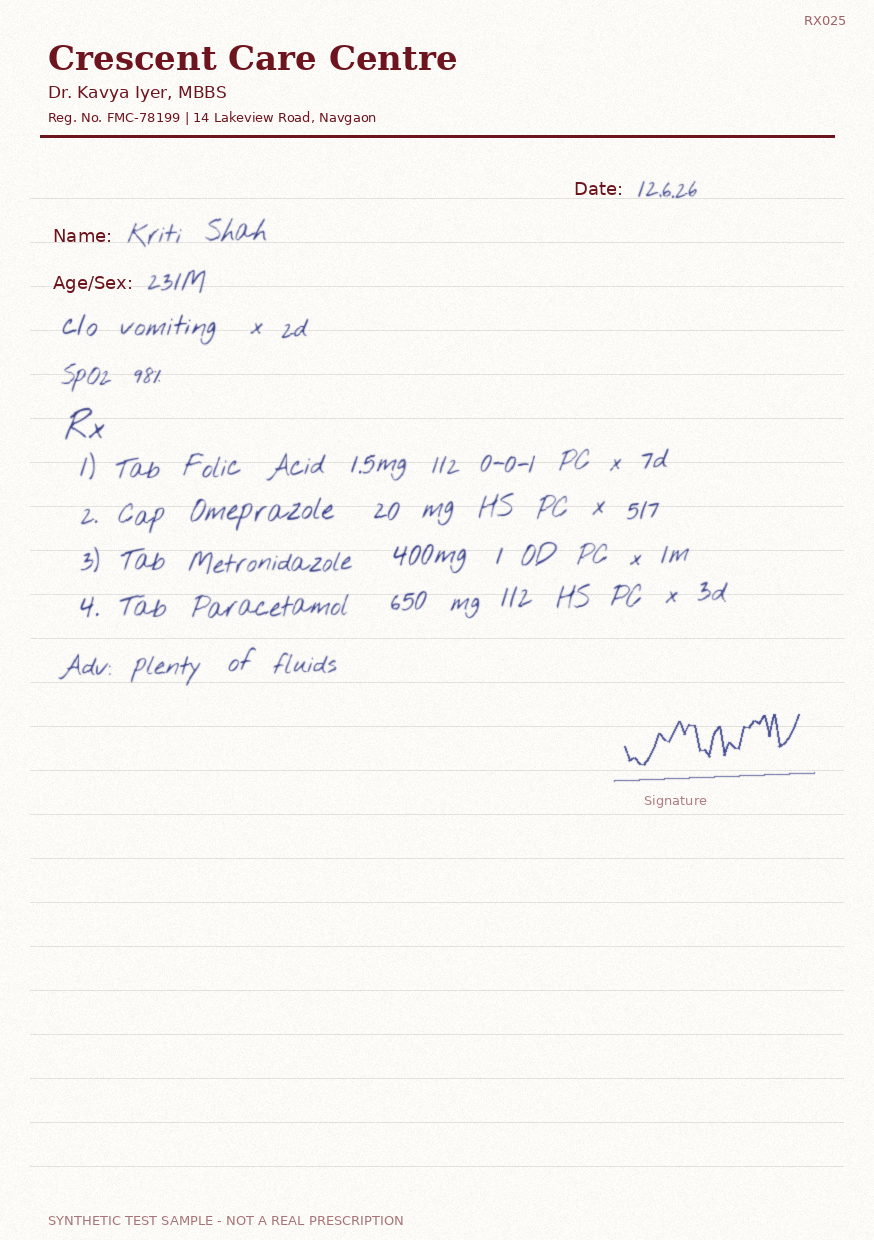 RX025
Crescent Care Centre
Dr. Kavya Iyer, MBBS
Reg. No. FMC-78199 | 14 Lakeview Road, Navgaon
Date: 12.6.26
Name: Kriti Shah
Age/Sex: 23/M
C/o vomiting x 2d
SpO2 98%
Rx
1) Tab Folic Acid 1.5mg 1/2 0-0-1 PC x 7d
2. Cap Omeprazole 20 mg HS PC x 5/7
3) Tab Metronidazole 400mg 1 OD PC x 1m
4. Tab Paracetamol 650 mg 1/2 HS PC x 3d
Adv: plenty of fluids
Signature
SYNTHETIC TEST SAMPLE - NOT A REAL PRESCRIPTION